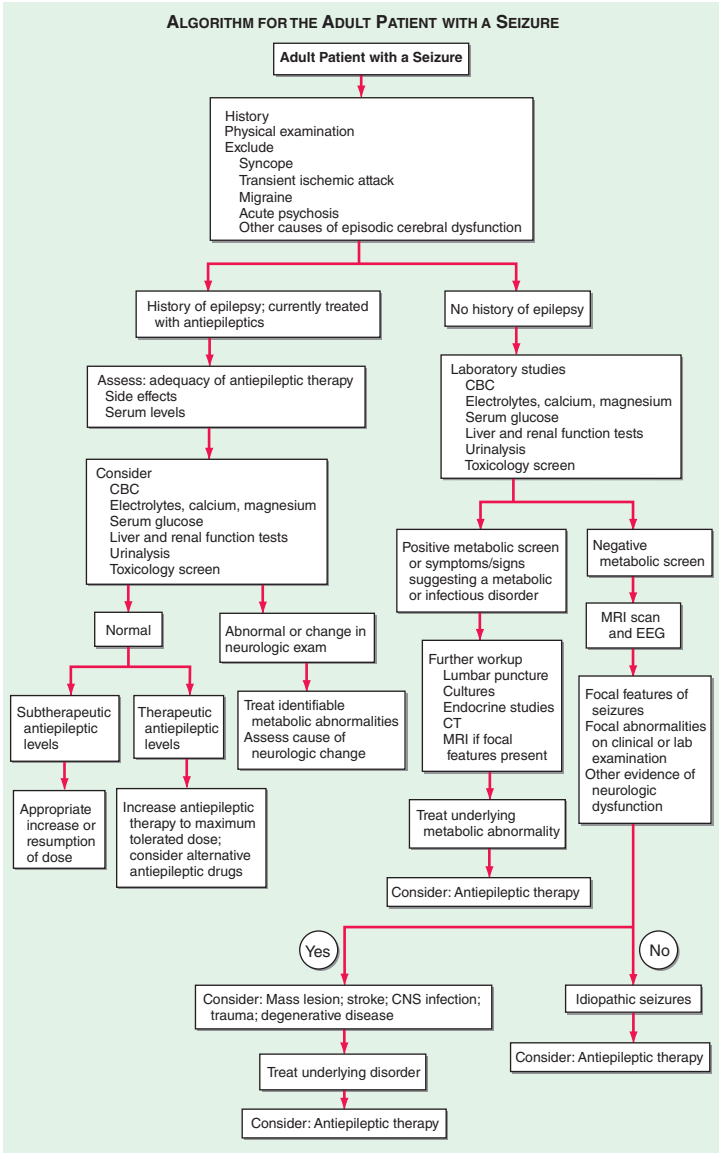 ALGORITHM FOR THE ADULT PATIENT WITH A SEIZURE
Adult Patient with a Seizure
History
Physical examination
Exclude
Syncope
Transient ischemic attack
Migraine
Acute psychosis
Other causes of episodic cerebral dysfunction
History of epilepsy; currently treated
with antiepileptics
No history of epilepsy
Assess: adequacy of antiepileptic therapy
Side effects
Serum levels
Laboratory studies
CBC
Electrolytes, calcium, magnesium
Serum glucose
Liver and renal function tests
Urinalysis
Toxicology screen
Consider
CBC
Electrolytes, calcium, magnesium
Serum glucose
Liver and renal function tests
Urinalysis
Toxicology screen
Positive metabolic screen
or symptoms/signs
suggesting a metabolic
or infectious disorder
Negative
metabolic screen
Normal
Abnormal or change in
neurologic exam
MRI scan
and EEG
Further workup
Lumbar puncture
Cultures
Endocrine studies
CT
MRI if focal
features present
Subtherapeutic
antiepileptic
levels
Therapeutic
antiepileptic
levels
Treat identifiable
metabolic abnormalities
Assess cause of
neurologic change
Focal features of
seizures
Focal abnormalities
on clinical or lab
examination
Other evidence of
neurologic
dysfunction
Appropriate
increase or
resumption
of dose
Increase antiepileptic
therapy to maximum
tolerated dose;
consider alternative
antiepileptic drugs
Treat underlying
metabolic abnormality
Consider: Antiepileptic therapy
Yes
No
Consider: Mass lesion; stroke; CNS infection;
trauma; degenerative disease
Idiopathic seizures
Treat underlying disorder
Consider: Antiepileptic therapy
Consider: Antiepileptic therapy